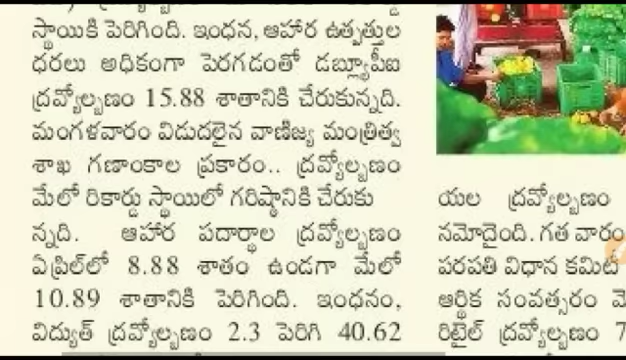 స్థాయికి పెరిగింది. ఇంధన, ఆహార ఉత్పత్తుల
ధరలు అధికంగా పెరగడంతో డబ్ల్యూపీఐ
ద్రవ్యోల్బణం 15.88 శాతానికి చేరుకున్నది.
మంగళవారం విడుదలైన వాణిజ్య మంత్రిత్వ
శాఖ గణాంకాల ప్రకారం.. ద్రవ్యోల్బణం
మేలో రికార్డు స్థాయిలో గరిష్ఠానికి చేరుకు
న్నది. ఆహార పదార్థాల ద్రవ్యోల్బణం
ఏప్రిల్‌లో 8.88 శాతం ఉండగా మేలో
10.89 శాతానికి పెరిగింది. ఇంధనం,
విద్యుత్ ద్రవ్యోల్బణం 2.3 పెరిగి 40.62
యల ద్రవ్యోల్బణం
నమోదైంది. గత వారం
పరపతి విధాన కమిటీ
ఆర్థిక సంవత్సరం
రిటైల్ ద్రవ్యోల్బణం 7